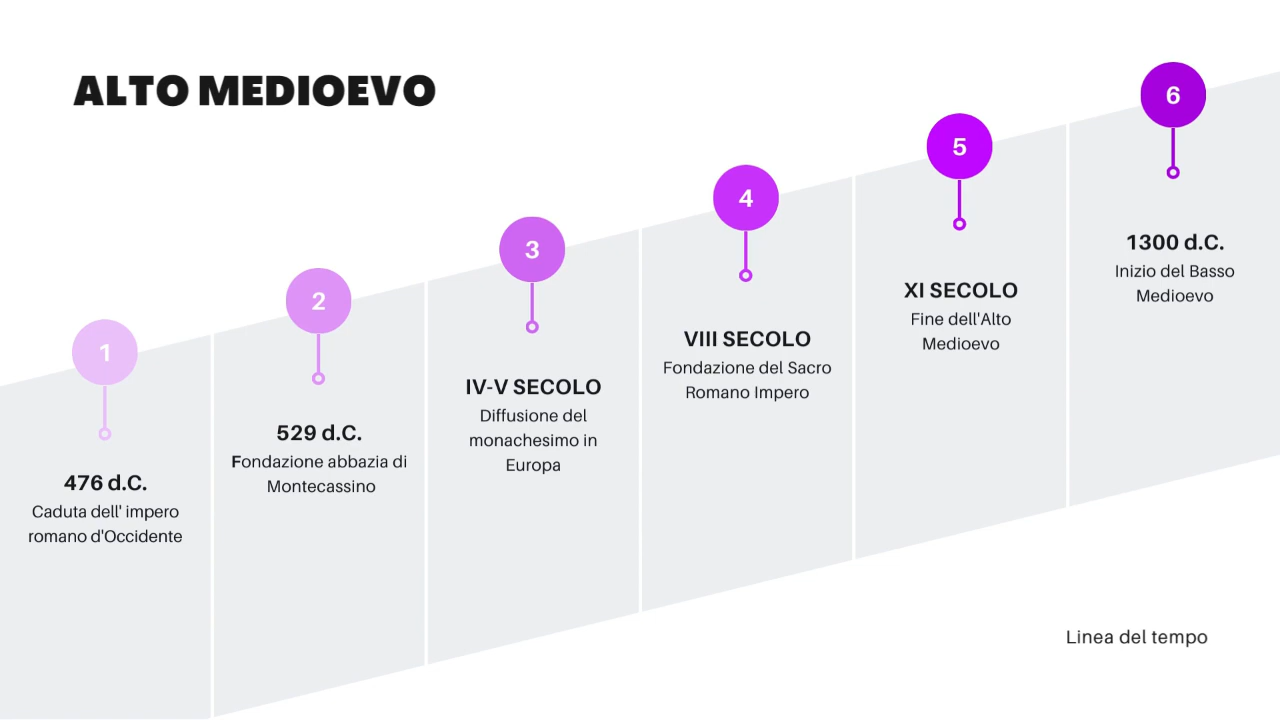 ALTO MEDIOEVO
1
476 d.C.
Caduta dell' impero
romano d'Occidente
2
529 d.C.
Fondazione abbazia di
Montecassino
3
IV-V SECOLO
Diffusione del
monachesimo in
Europa
4
VIII SECOLO
Fondazione del Sacro
Romano Impero
5
XI SECOLO
Fine dell'Alto
Medioevo
6
1300 d.C.
Inizio del Basso
Medioevo
Linea del tempo